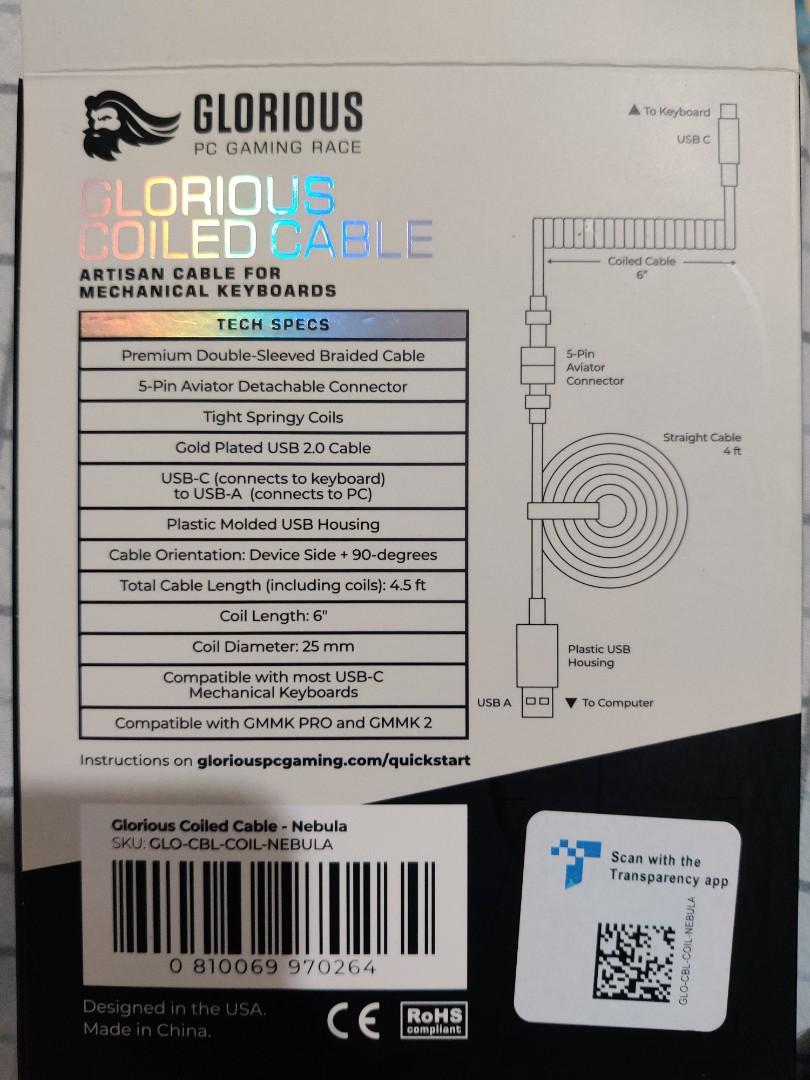 GLORIOUS
PC GAMING RACE
GLORIOUS
COILED CABLE
ARTISAN CABLE FOR
MECHANICAL KEYBOARDS
TECH SPECS
Premium Double-Sleeved Braided Cable
5-Pin Aviator Detachable Connector
Tight Springy Coils
Gold Plated USB 2.0 Cable
USB-C (connects to keyboard)
to USB-A (connects to PC)
Plastic Molded USB Housing
Cable Orientation: Device Side + 90-degrees
Total Cable Length (including coils): 4.5 ft
Coil Length: 6"
Coil Diameter: 25 mm
Compatible with most USB-C
Mechanical Keyboards
Compatible with GMMK PRO and GMMK 2
Instructions on gloriouspcgaming.com/quickstart
▲ To Keyboard
USB C
Coiled Cable
6"
5-Pin
Aviator
Connector
Straight Cable
4 ft
Plastic USB
Housing
USB A
▼ To Computer
Glorious Coiled Cable - Nebula
SKU: GLO-CBL-COIL-NEBULA
0 810069 970264
Designed in the USA.
Made in China.
CE
RoHS
compliant
Scan with the
Transparency app
GLO-CBL-COIL-NEBULA